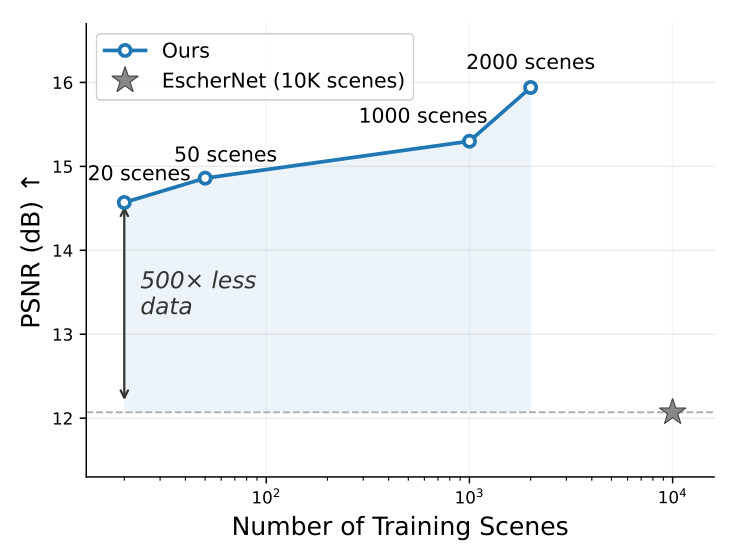 Ours
EscherNet (10K scenes)
2000 scenes
1000 scenes
50 scenes
20 scenes
500× less
data
PSNR (dB) ↑
16
15
14
13
12
10²
10³
10⁴
Number of Training Scenes